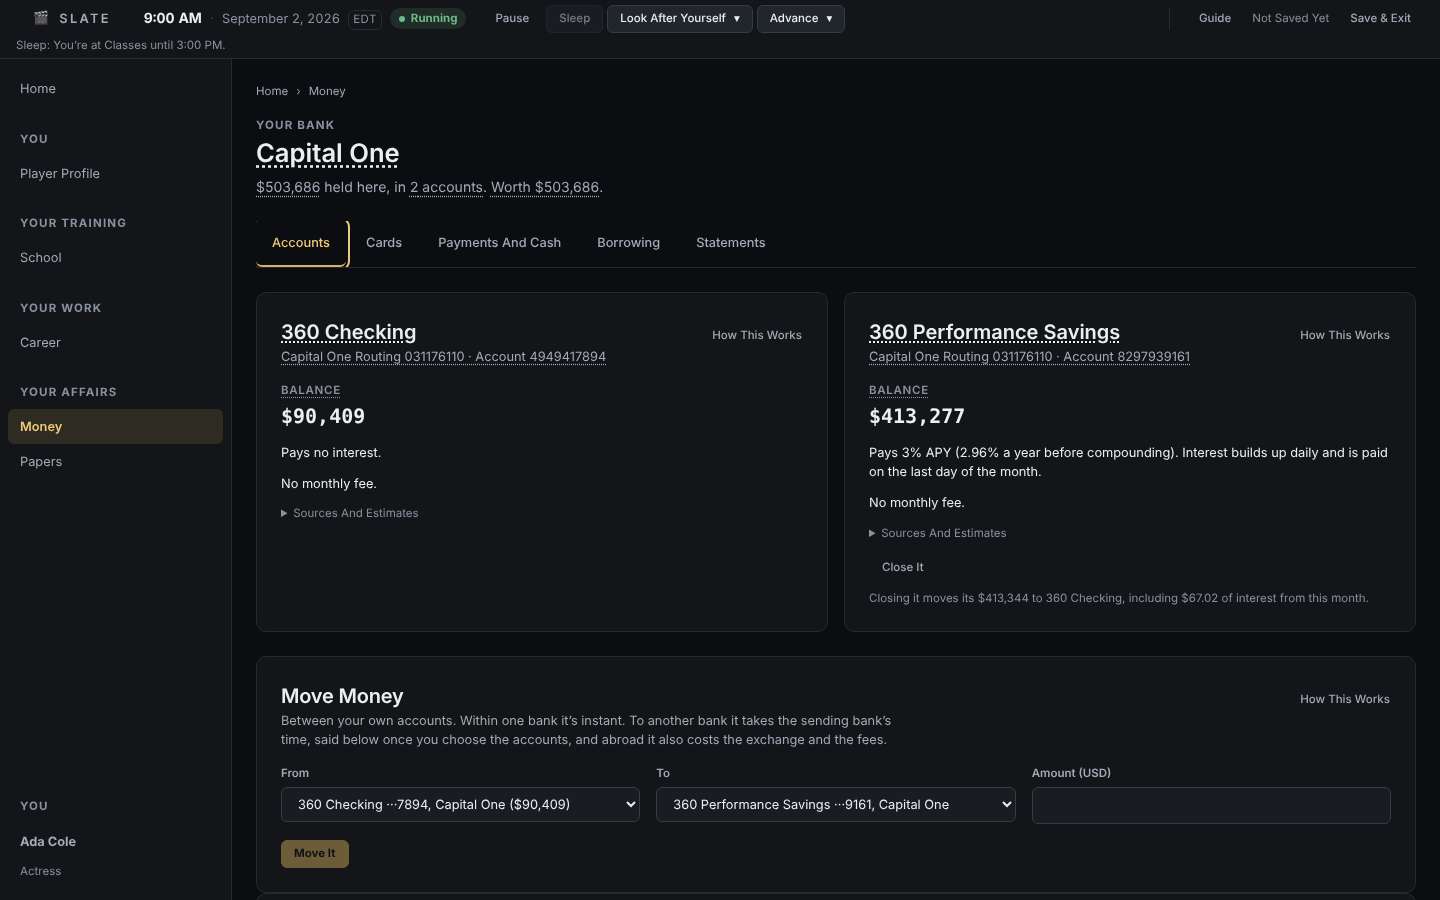 SLATE
9:00 AM · September 2, 2026 EDT Running Pause Sleep Look After Yourself Advance Guide Not Saved Yet Save & Exit
Sleep: You're at Classes until 3:00 PM.
Home
YOU
Player Profile
YOUR TRAINING
School
YOUR WORK
Career
YOUR AFFAIRS
Money
Papers
YOU
Ada Cole
Actress
Home › Money
YOUR BANK
Capital One
$503,686 held here, in 2 accounts. Worth $503,686.
Accounts Cards Payments And Cash Borrowing Statements
360 Checking How This Works
Capital One Routing 031176110 · Account 4949417894
BALANCE
$90,409
Pays no interest.
No monthly fee.
Sources And Estimates
360 Performance Savings How This Works
Capital One Routing 031176110 · Account 8297939161
BALANCE
$413,277
Pays 3% APY (2.96% a year before compounding). Interest builds up daily and is paid
on the last day of the month.
No monthly fee.
Sources And Estimates
Close It
Closing it moves its $413,344 to 360 Checking, including $67.02 of interest from this month.
Move Money How This Works
Between your own accounts. Within one bank it's instant. To another bank it takes the sending bank's
time, said below once you choose the accounts, and abroad it also costs the exchange and the fees.
From To Amount (USD)
360 Checking ···7894, Capital One ($90,409) 360 Performance Savings ···9161, Capital One
Move It